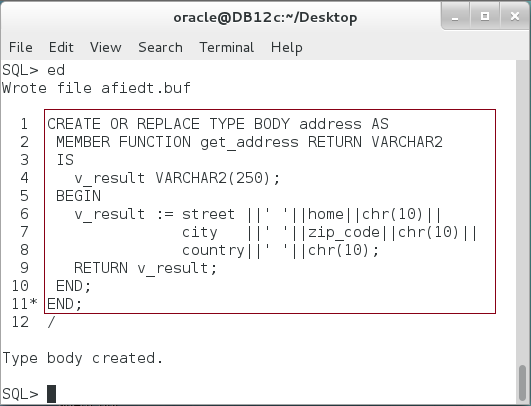 oracle@DB12c:~/Desktop
File Edit View Search Terminal Help
SQL> ed
Wrote file afiedt.buf
1 CREATE OR REPLACE TYPE BODY address AS
2 MEMBER FUNCTION get_address RETURN VARCHAR2
3 IS
4 v_result VARCHAR2(250);
5 BEGIN
6 v_result := street ||' '||home||chr(10)||
7 city ||' '||zip_code||chr(10)||
8 country||' '||chr(10);
9 RETURN v_result;
10 END;
11* END;
12 /
Type body created.
SQL>